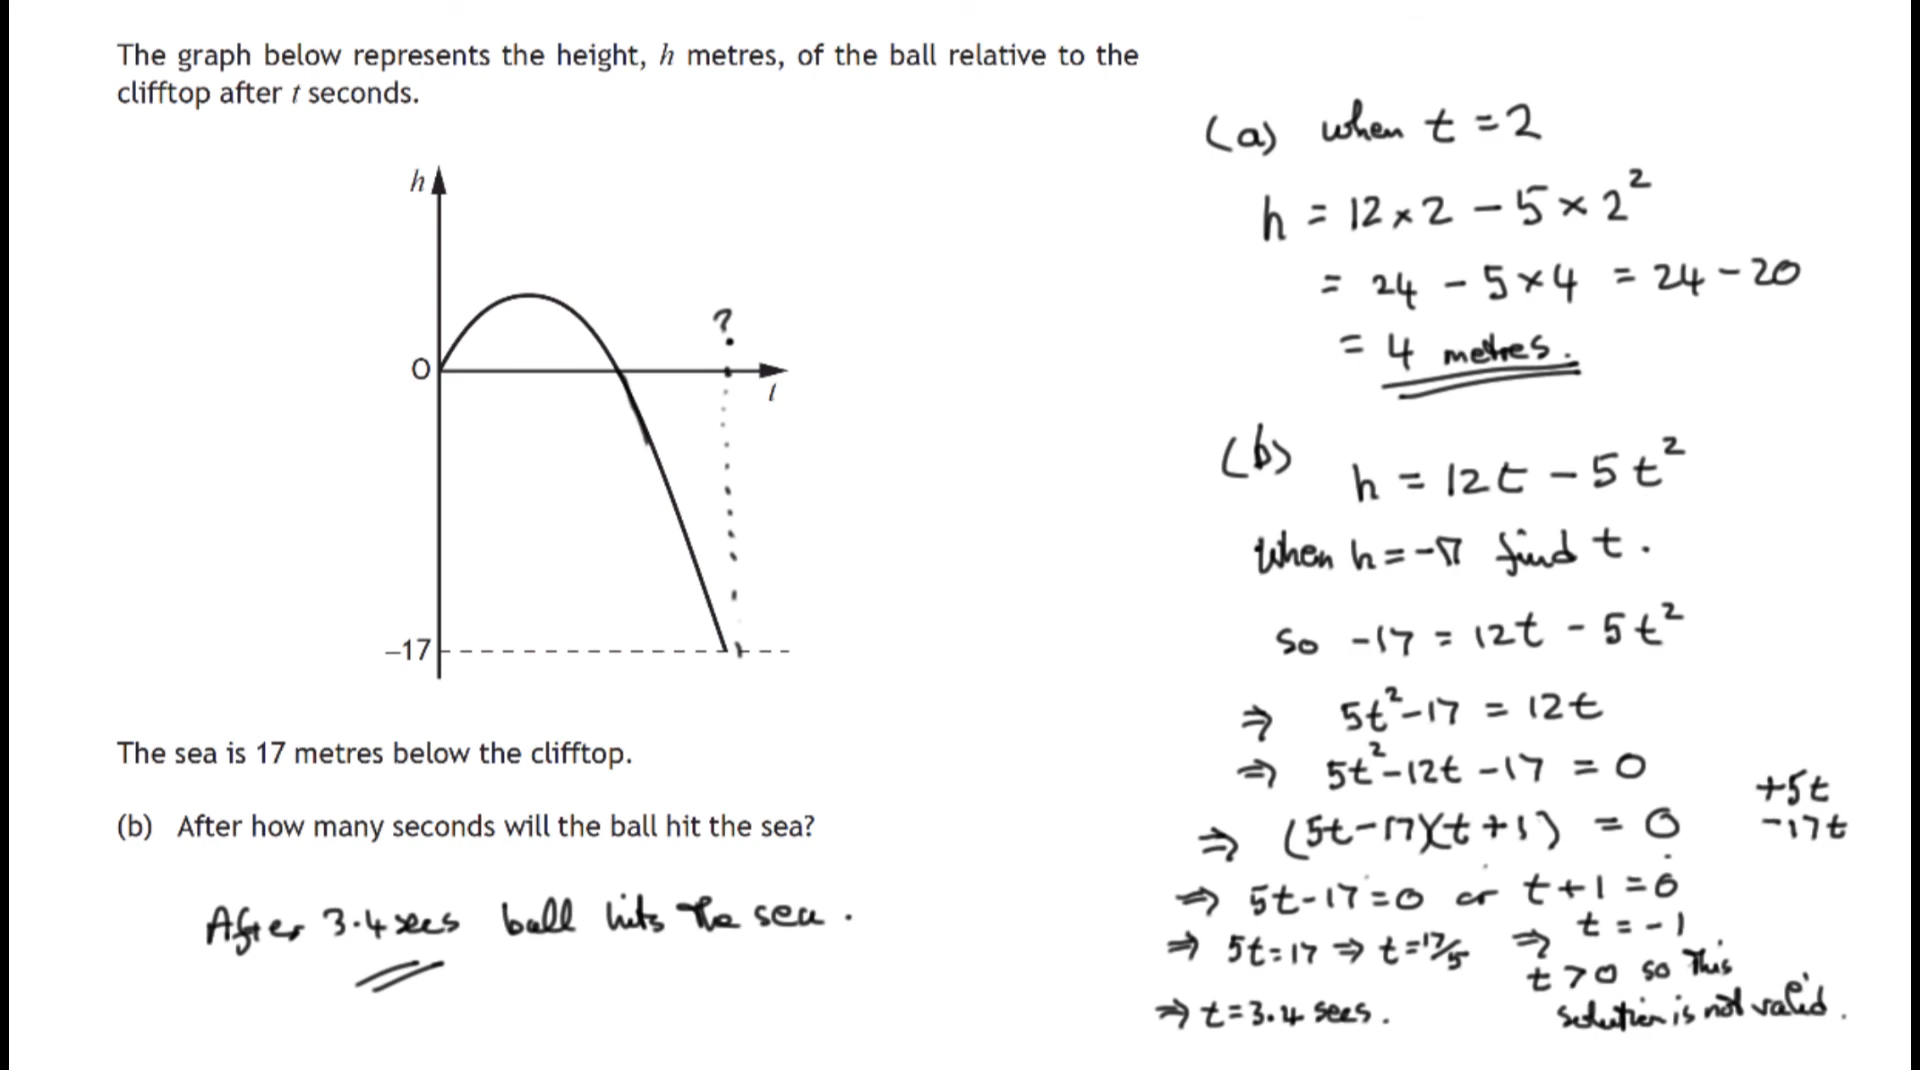 The graph below represents the height, h metres, of the ball relative to the
clifftop after t seconds.
h
O
?
t
–17
The sea is 17 metres below the clifftop.
(b) After how many seconds will the ball hit the sea?
After 3.4 secs ball hits the sea.
(a) when t = 2
h = 12 × 2 – 5 × 2²
= 24 – 5 × 4 = 24 – 20
= 4 metres.
(b) h = 12t – 5t²
When h = –17 find t.
so –17 = 12t – 5t²
⇒ 5t² – 17 = 12t
⇒ 5t² – 12t – 17 = 0
+5t
–17t
⇒ (5t – 17)(t + 1) = 0
⇒ 5t – 17 = 0 or t + 1 = 0
⇒ 5t = 17 ⇒ t = 17/5
⇒ t = –1
t > 0 so this
solution is not valid.
⇒ t = 3.4 secs.